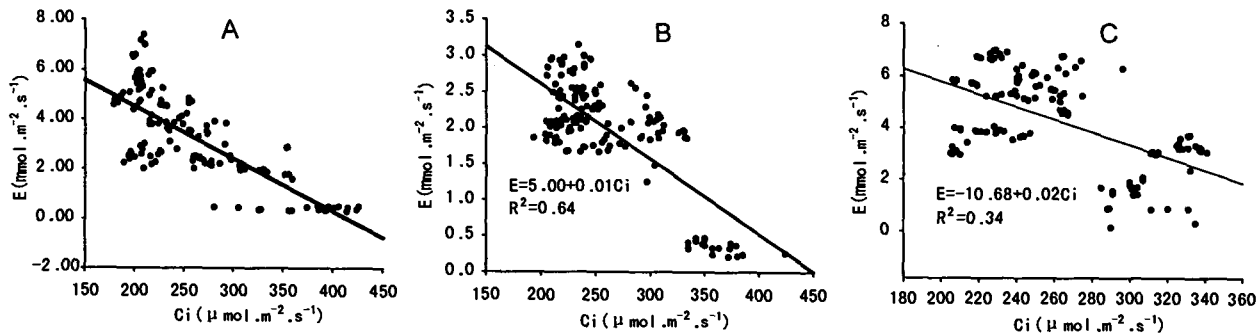 A
8.00
6.00
4.00
2.00
0.00
-2.00
E(mmol.m⁻².s⁻¹)
150 200 250 300 350 400 450
Ci(μ mol.m⁻².s⁻¹)
B
3.5
3.0
2.5
2.0
1.5
1.0
0.5
0.0
E(mmol.m⁻².s⁻¹)
E=5.00+0.01Ci
R²=0.64
150 200 250 300 350 400 450
Ci(μ mol.m⁻².s⁻¹)
C
8
6
4
2
0
E(mmol.m⁻².s⁻¹)
E=-10.68+0.02Ci
R²=0.34
180 200 220 240 260 280 300 320 340 360
Ci(μ mol.m⁻².s⁻¹)